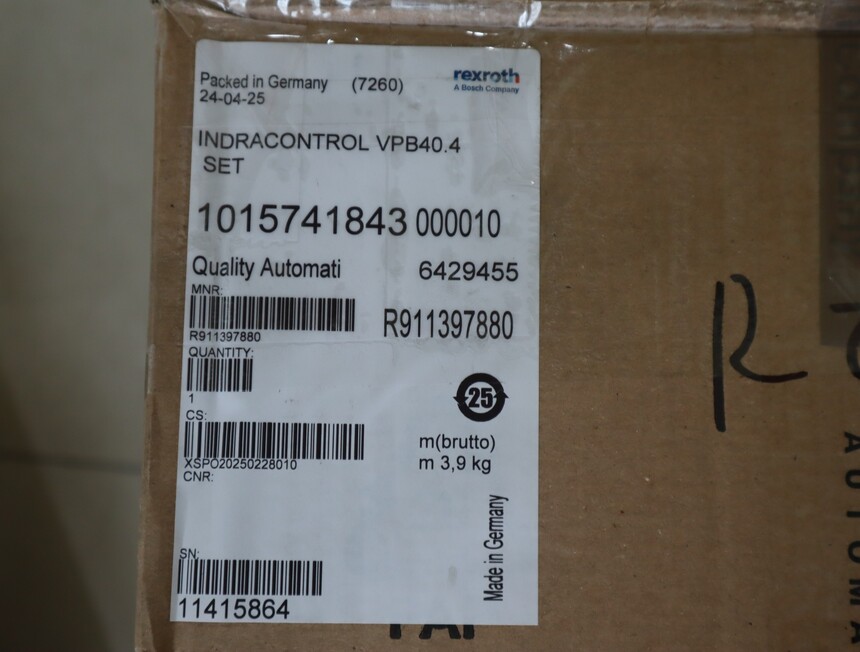 Packed in Germany (7260)
24-04-25
rexroth
A Bosch Company
INDRACONTROL VPB40.4
SET
1015741843 000010
Quality Automati 6429455
MNR:
R911397880
R911397880
QUANTITY:
1
25
CS:
XSPO20250228010
m(brutto)
m 3,9 kg
CNR:
Made in Germany
SN:
11415864
R